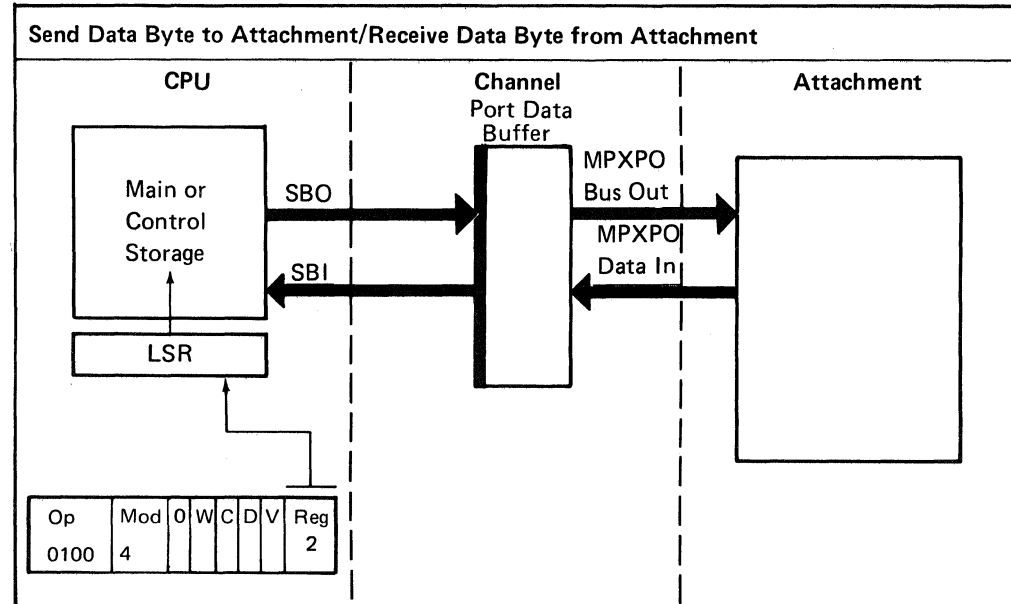 Send Data Byte to Attachment/Receive Data Byte from Attachment
CPU
Channel
Attachment
Port Data
Buffer
Main or
Control
Storage
SBO
SBI
MPXPO
Bus Out
MPXPO
Data In
LSR
Op Mod 0 W C D V Reg
0100 4 2